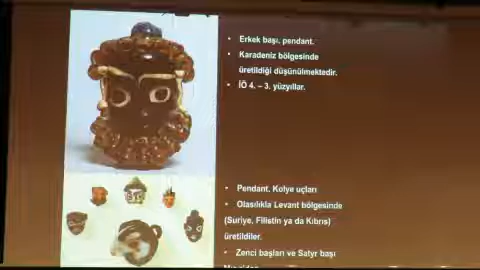 • Erkek başı, pendant.
• Karadeniz bölgesinde
üretildiği düşünülmektedir.
• İÖ 4. – 3. yüzyıllar.
• Pendant, Kolye uçları
• Olasılıkla Levant bölgesinde
(Suriye, Filistin ya da Kıbrıs)
üretildiler.
• Zenci başları ve Satyr başı